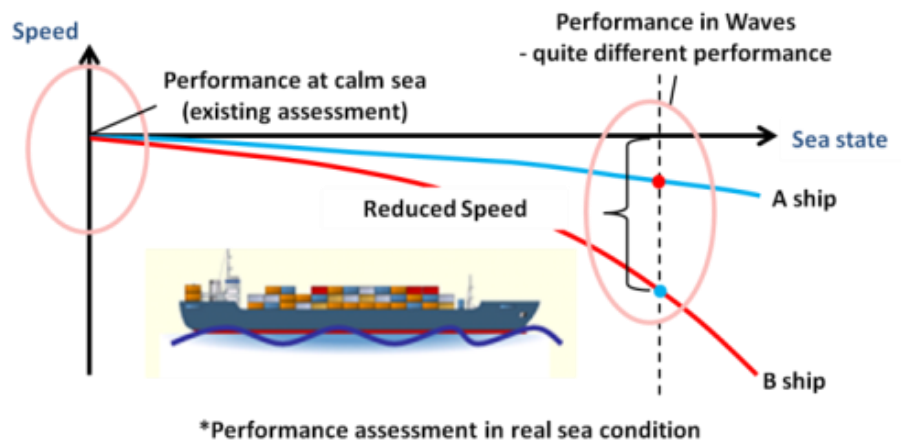 Speed
Performance in Waves
- quite different performance
Performance at calm sea
(existing assessment)
Sea state
A ship
Reduced Speed
B ship
*Performance assessment in real sea condition